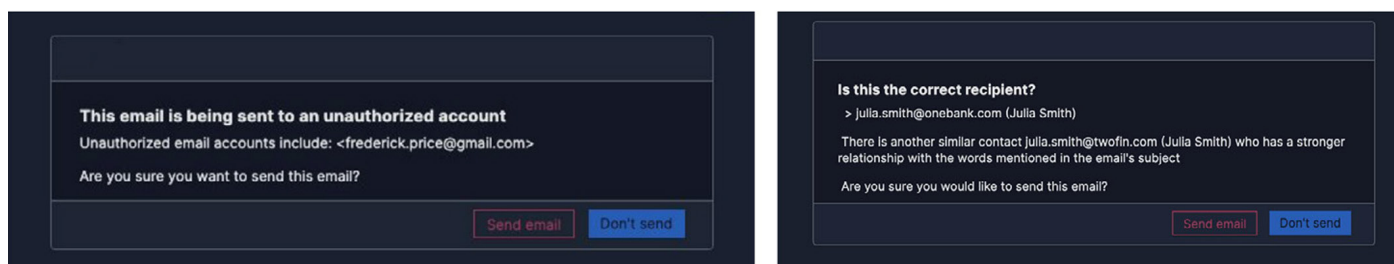 This email is being sent to an unauthorized account
Unauthorized email accounts include: <frederick.price@gmail.com>
Are you sure you want to send this email?
Send email
Don't send
Is this the correct recipient?
> julia.smith@onebank.com (Julia Smith)
There is another similar contact julia.smith@twofin.com (Julia Smith) who has a stronger
relationship with the words mentioned in the email's subject
Are you sure you would like to send this email?
Send email
Don't send